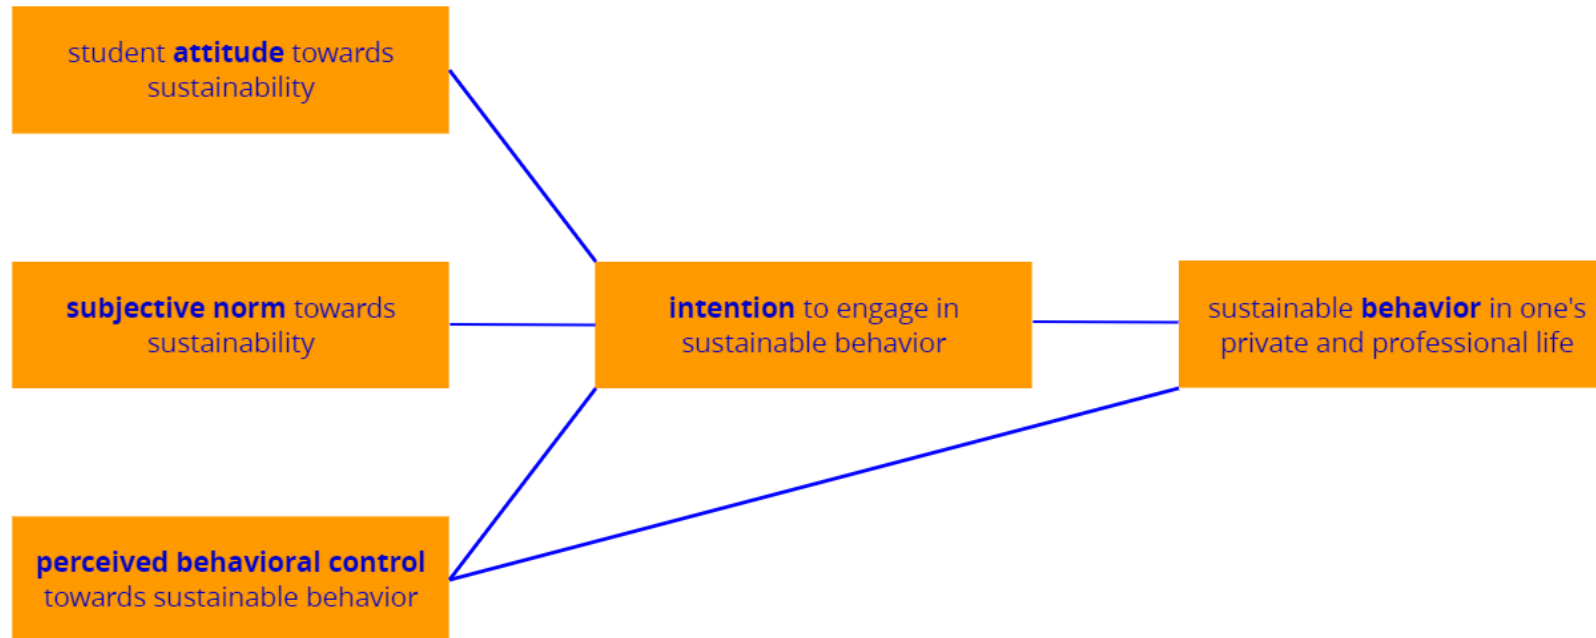 student attitude towards
sustainability
subjective norm towards
sustainability
intention to engage in
sustainable behavior
sustainable behavior in one's
private and professional life
perceived behavioral control
towards sustainable behavior